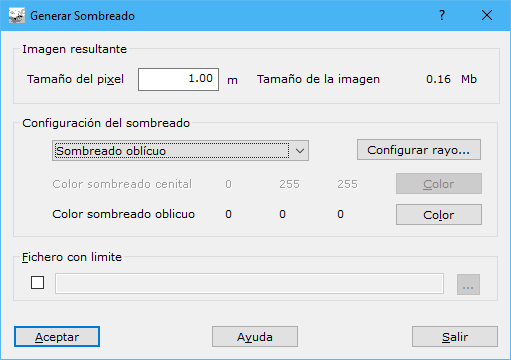 Generar Sombreado
Imagen resultante
Tamaño del pixel 1.00 m Tamaño de la imagen 0.16 Mb
Configuración del sombreado
Sombreado oblícuo Configurar rayo...
Color sombreado cenital 0 255 255 Color
Color sombreado oblicuo 0 0 0 Color
Fichero con limite
...
Aceptar Ayuda Salir